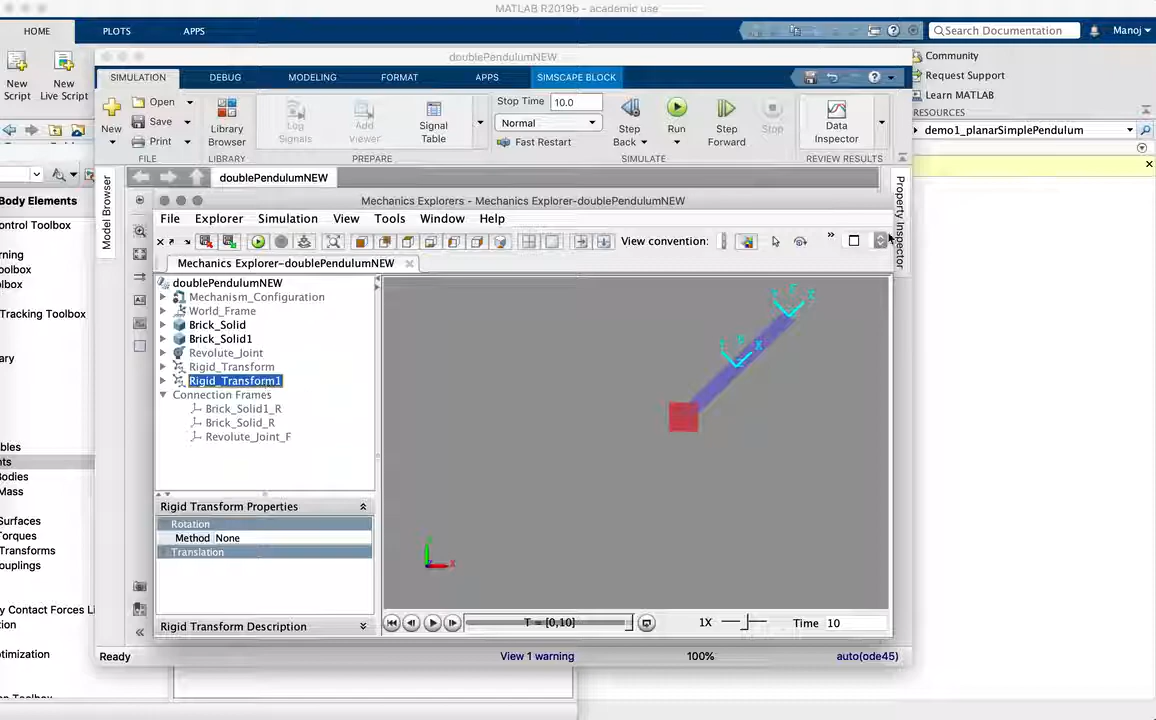 MATLAB R2019b - academic use
HOME
PLOTS
APPS
Search Documentation
Manoj
New
Script
New
Live Script
Community
Request Support
Learn MATLAB
RESOURCES
demo1_planarSimplePendulum
doublePendulumNEW
SIMULATION
DEBUG
MODELING
FORMAT
APPS
SIMSCAPE BLOCK
New
Open
Save
Print
FILE
Library
Browser
LIBRARY
Log
Signals
Add
Viewer
Signal
Table
PREPARE
Stop Time 10.0
Normal
Fast Restart
Step
Back
Run
Step
Forward
Stop
SIMULATE
Data
Inspector
REVIEW RESULTS
doublePendulumNEW
Model Browser
Property Inspector
Body Elements
ontrol Toolbox
rning
olbox
lbox
Tracking Toolbox
ary
bles
nts
Bodies
Mass
Surfaces
Torques
Transforms
ouplings
y Contact Forces Li
tion
ptimization
Mechanics Explorers - Mechanics Explorer-doublePendulumNEW
File Explorer Simulation View Tools Window Help
View convention:
Mechanics Explorer-doublePendulumNEW
doublePendulumNEW
Mechanism_Configuration
World_Frame
Brick_Solid
Brick_Solid1
Revolute_Joint
Rigid_Transform
Rigid_Transform1
Connection Frames
Brick_Solid1_R
Brick_Solid_R
Revolute_Joint_F
Rigid Transform Properties
Rotation
Method None
Translation
Rigid Transform Description
X
X
T = [0,10]
1X
Time 10
Ready
View 1 warning
100%
auto(ode45)